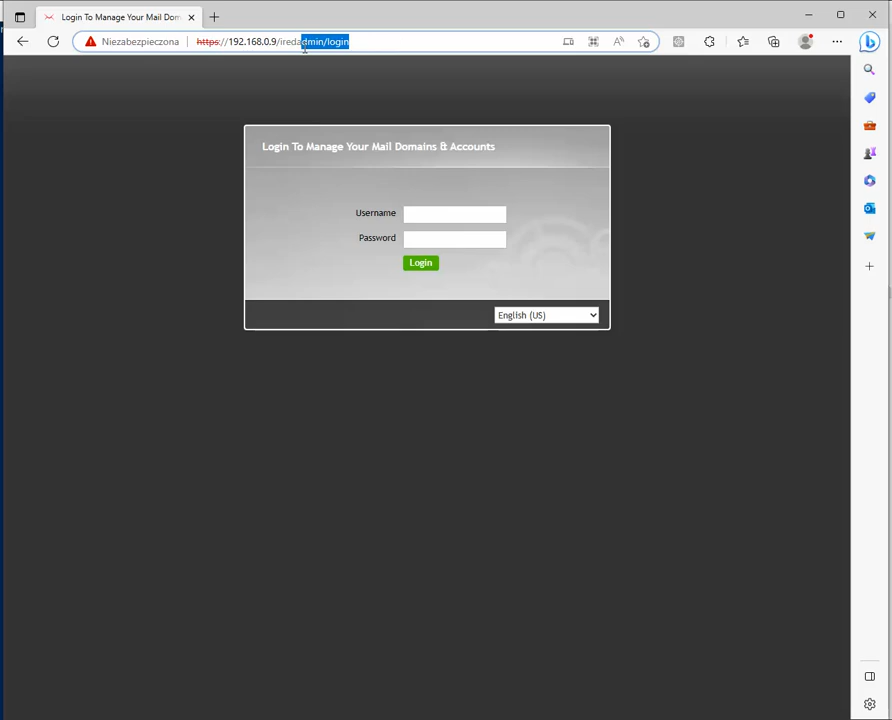 Login To Manage Your Mail Dom
Niezabezpieczona https://192.168.0.9/iredadmin/login
Login To Manage Your Mail Domains & Accounts
Username
Password
Login
English (US)